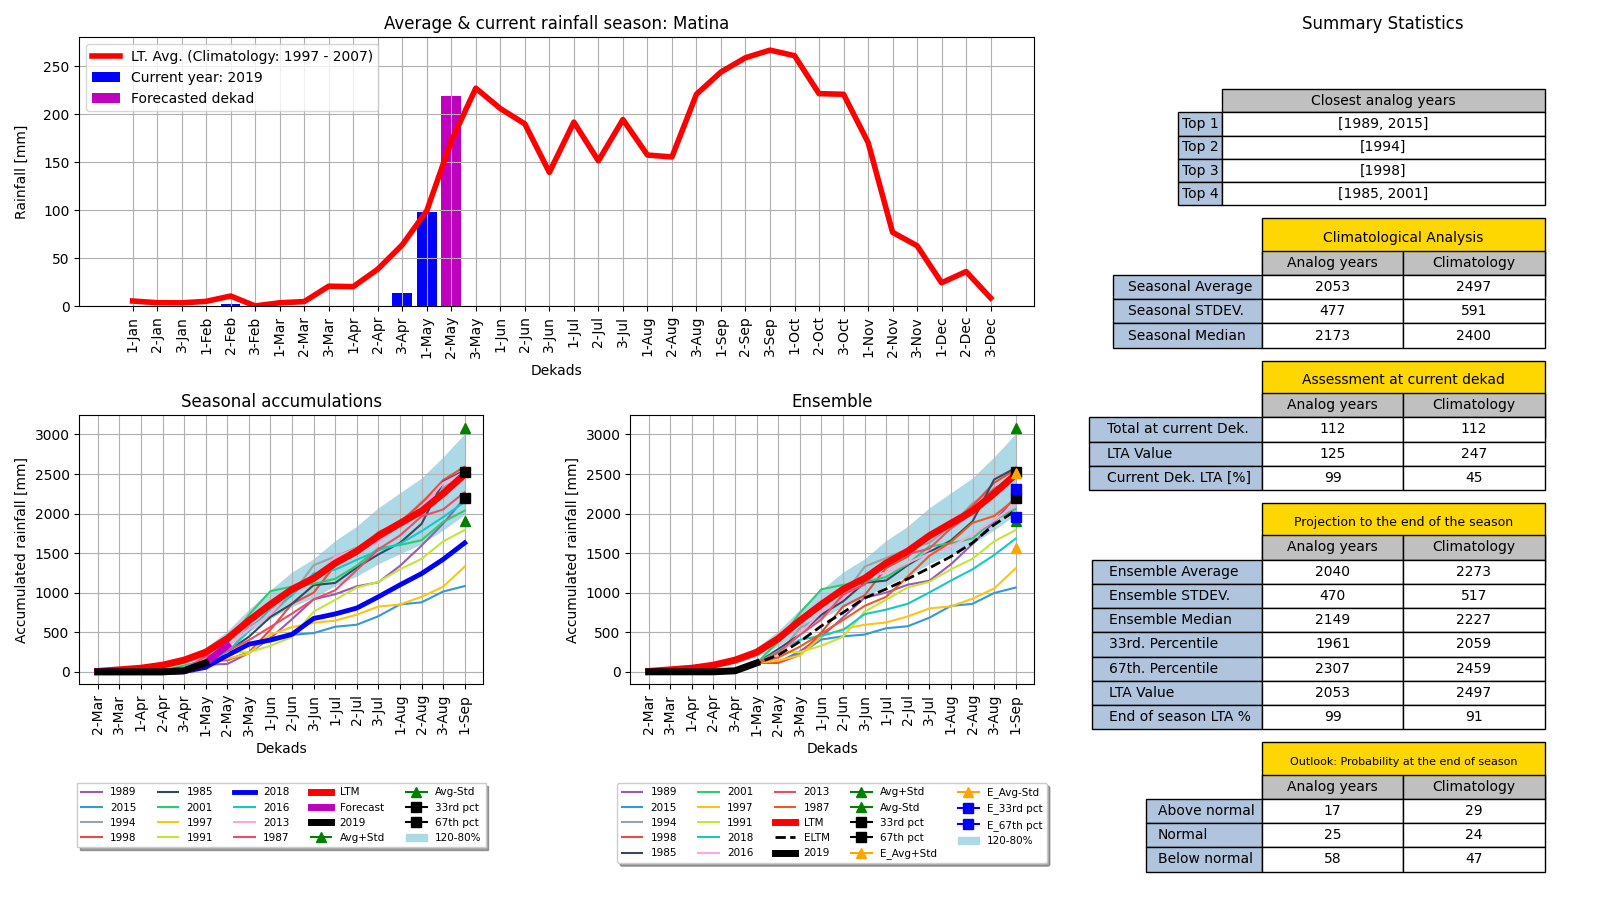 Average & current rainfall season: Matina
LT. Avg. (Climatology: 1997 - 2007)
Current year: 2019
Forecasted dekad
Rainfall [mm]
250
200
150
100
50
0
1-Jan 2-Jan 3-Jan 1-Feb 2-Feb 3-Feb 1-Mar 2-Mar 3-Mar 1-Apr 2-Apr 3-Apr 1-May 2-May 3-May 1-Jun 2-Jun 3-Jun 1-Jul 2-Jul 3-Jul 1-Aug 2-Aug 3-Aug 1-Sep 2-Sep 3-Sep 1-Oct 2-Oct 3-Oct 1-Nov 2-Nov 3-Nov 1-Dec 2-Dec 3-Dec
Dekads
Seasonal accumulations
Accumulated rainfall [mm]
3000
2500
2000
1500
1000
500
0
2-Mar 3-Mar 1-Apr 2-Apr 3-Apr 1-May 2-May 3-May 1-Jun 2-Jun 3-Jun 1-Jul 2-Jul 3-Jul 1-Aug 2-Aug 3-Aug 1-Sep
Dekads
1989 1985 2018 LTM Avg-Std
2015 2001 2016 Forecast 33rd pct
1994 1997 2013 2019 67th pct
1998 1991 1987 Avg+Std 120-80%
Ensemble
Accumulated rainfall [mm]
3000
2500
2000
1500
1000
500
0
2-Mar 3-Mar 1-Apr 2-Apr 3-Apr 1-May 2-May 3-May 1-Jun 2-Jun 3-Jun 1-Jul 2-Jul 3-Jul 1-Aug 2-Aug 3-Aug 1-Sep
Dekads
1989 2001 2013 Avg+Std E_Avg-Std
2015 1997 1987 Avg-Std E_33rd pct
1994 1991 LTM 33rd pct E_67th pct
1998 2018 ELTM 67th pct 120-80%
1985 2016 2019 E_Avg+Std
Summary Statistics
Closest analog years
Top 1 [1989, 2015]
Top 2 [1994]
Top 3 [1998]
Top 4 [1985, 2001]
Climatological Analysis
Analog years Climatology
Seasonal Average 2053 2497
Seasonal STDEV. 477 591
Seasonal Median 2173 2400
Assessment at current dekad
Analog years Climatology
Total at current Dek. 112 112
LTA Value 125 247
Current Dek. LTA [%] 99 45
Projection to the end of the season
Analog years Climatology
Ensemble Average 2040 2273
Ensemble STDEV. 470 517
Ensemble Median 2149 2227
33rd. Percentile 1961 2059
67th. Percentile 2307 2459
LTA Value 2053 2497
End of season LTA % 99 91
Outlook: Probability at the end of season
Analog years Climatology
Above normal 17 29
Normal 25 24
Below normal 58 47